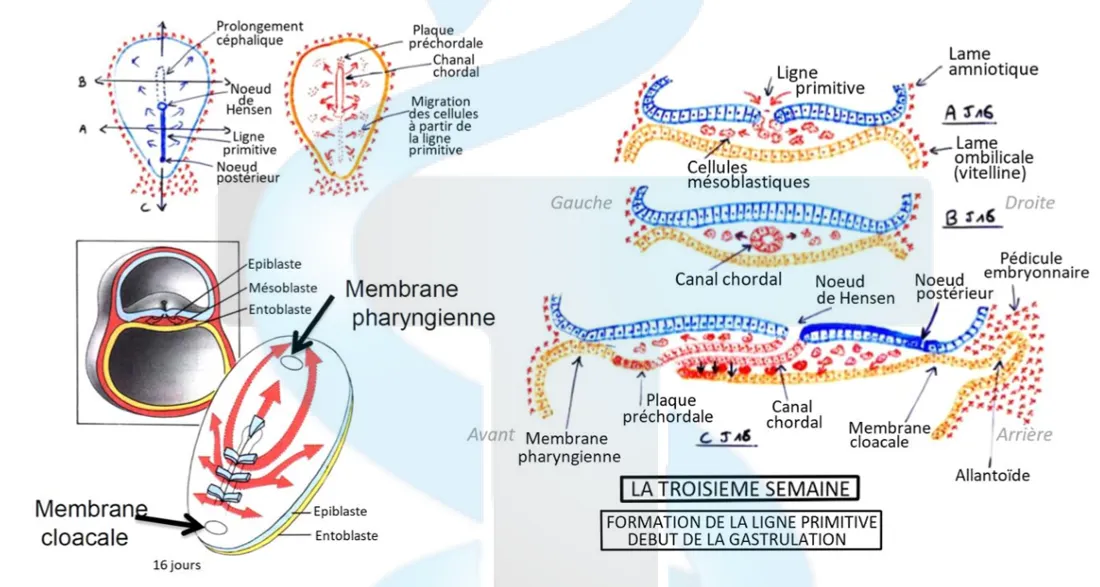 Prolongement
céphalique
B
Noeud
de
Hensen
A
Ligne
primitive
Noeud
postérieur
C
Plaque
préchordale
Chanal
chordal
Migration
des cellules
à partir de
la ligne
primitive
Ligne
primitive
Lame
amniotique
A J16
Lame
ombilicale
(vitelline)
Cellules
mésoblastiques
Gauche
Droite
B J16
Canal chordal
Noeud
de Hensen
Noeud
postérieur
Pédicule
embryonnaire
Epiblaste
Mésoblaste
Entoblaste
Membrane
pharyngienne
Plaque
préchordale
Canal
chordal
Membrane
cloacale
Avant
Membrane
pharyngienne
C J16
Arrière
Allantoïde
Membrane
cloacale
Epiblaste
Entoblaste
16 jours
LA TROISIEME SEMAINE
FORMATION DE LA LIGNE PRIMITIVE
DEBUT DE LA GASTRULATION